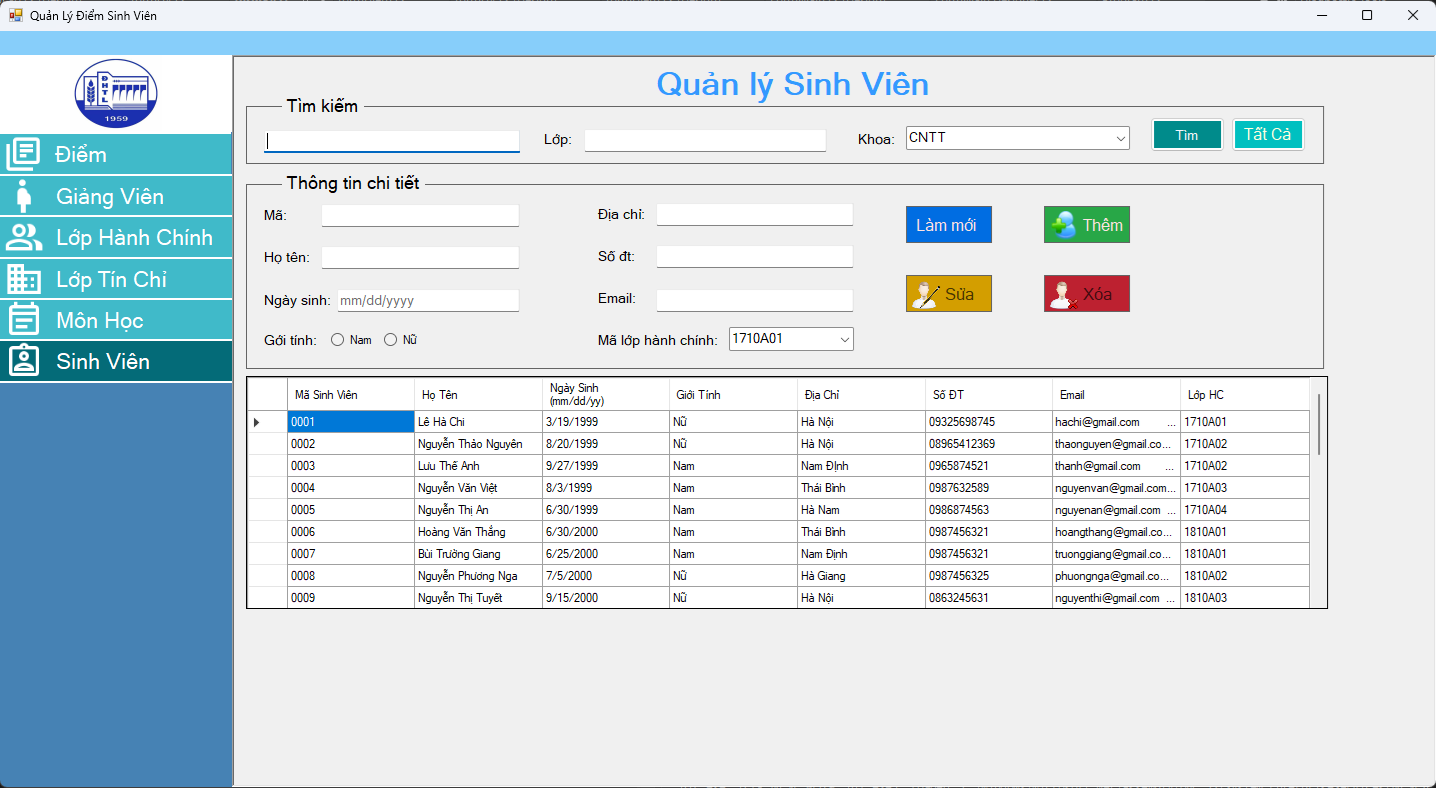 Quản Lý Điểm Sinh Viên
ĐHTL
1959
Điểm
Giảng Viên
Lớp Hành Chính
Lớp Tín Chỉ
Môn Học
Sinh Viên
Quản lý Sinh Viên
Tìm kiếm
Lớp: Khoa: CNTT Tìm Tất Cả
Thông tin chi tiết
Mã: Địa chỉ: Làm mới Thêm
Họ tên: Số đt:
Ngày sinh: mm/dd/yyyy Email: Sửa Xóa
Gới tính: Nam Nữ Mã lớp hành chính: 1710A01
Mã Sinh Viên Họ Tên Ngày Sinh (mm/dd/yy) Giới Tính Địa Chỉ Số ĐT Email Lớp HC
0001 Lê Hà Chi 3/19/1999 Nữ Hà Nội 09325698745 hachi@gmail.com ... 1710A01
0002 Nguyễn Thảo Nguyên 8/20/1999 Nữ Hà Nội 08965412369 thaonguyen@gmail.co... 1710A02
0003 Lưu Thế Anh 9/27/1999 Nam Nam ĐỊnh 0965874521 thanh@gmail.com ... 1710A02
0004 Nguyễn Văn Việt 8/3/1999 Nam Thái Bình 0987632589 nguyenvan@gmail.com... 1710A03
0005 Nguyễn Thị An 6/30/1999 Nam Hà Nam 0986874563 nguyenan@gmail.com ... 1710A04
0006 Hoàng Văn Thắng 6/30/2000 Nam Thái Bình 0987456321 hoangthang@gmail.co... 1810A01
0007 Bùi Trường Giang 6/25/2000 Nam Nam Định 0987456321 truonggiang@gmail.co... 1810A01
0008 Nguyễn Phương Nga 7/5/2000 Nữ Hà Giang 0987456325 phuongnga@gmail.co... 1810A02
0009 Nguyễn Thị Tuyết 9/15/2000 Nữ Hà Nội 0863245631 nguyenthi@gmail.com ... 1810A03